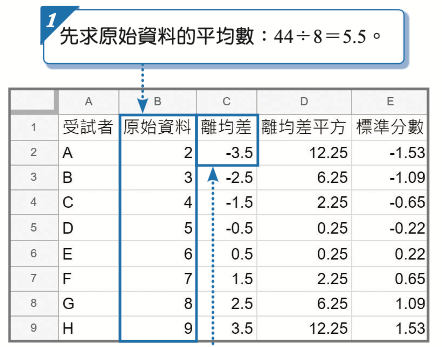 1
先求原始資料的平均數：44÷8＝5.5。
A B C D E
1 受試者 原始資料 離均差 離均差平方 標準分數
2 A 2 -3.5 12.25 -1.53
3 B 3 -2.5 6.25 -1.09
4 C 4 -1.5 2.25 -0.65
5 D 5 -0.5 0.25 -0.22
6 E 6 0.5 0.25 0.22
7 F 7 1.5 2.25 0.65
8 G 8 2.5 6.25 1.09
9 H 9 3.5 12.25 1.53